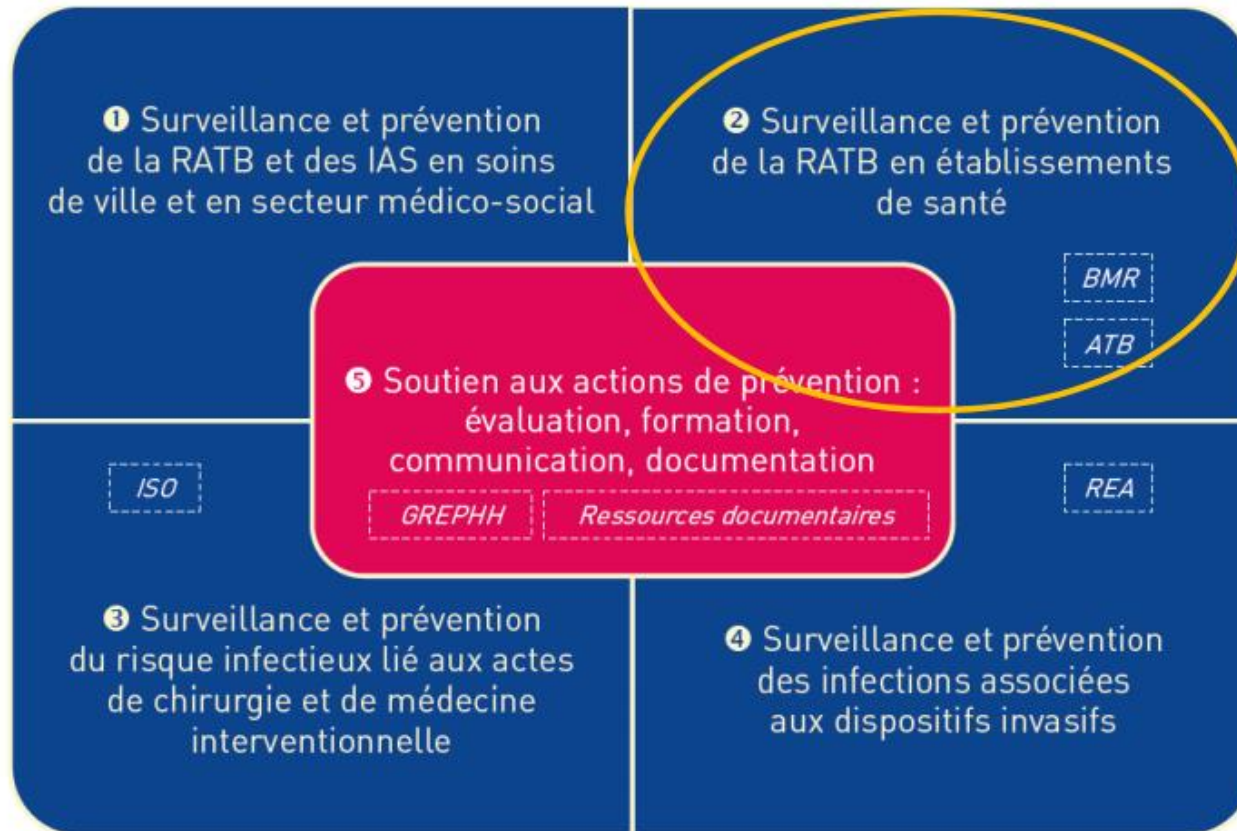 ❶ Surveillance et prévention
de la RATB et des IAS en soins
de ville et en secteur médico-social
❷ Surveillance et prévention
de la RATB en établissements
de santé
BMR
ATB
❺ Soutien aux actions de prévention :
évaluation, formation,
communication, documentation
GREPHH
Ressources documentaires
ISO
REA
❸ Surveillance et prévention
du risque infectieux lié aux actes
de chirurgie et de médecine
interventionnelle
❹ Surveillance et prévention
des infections associées
aux dispositifs invasifs